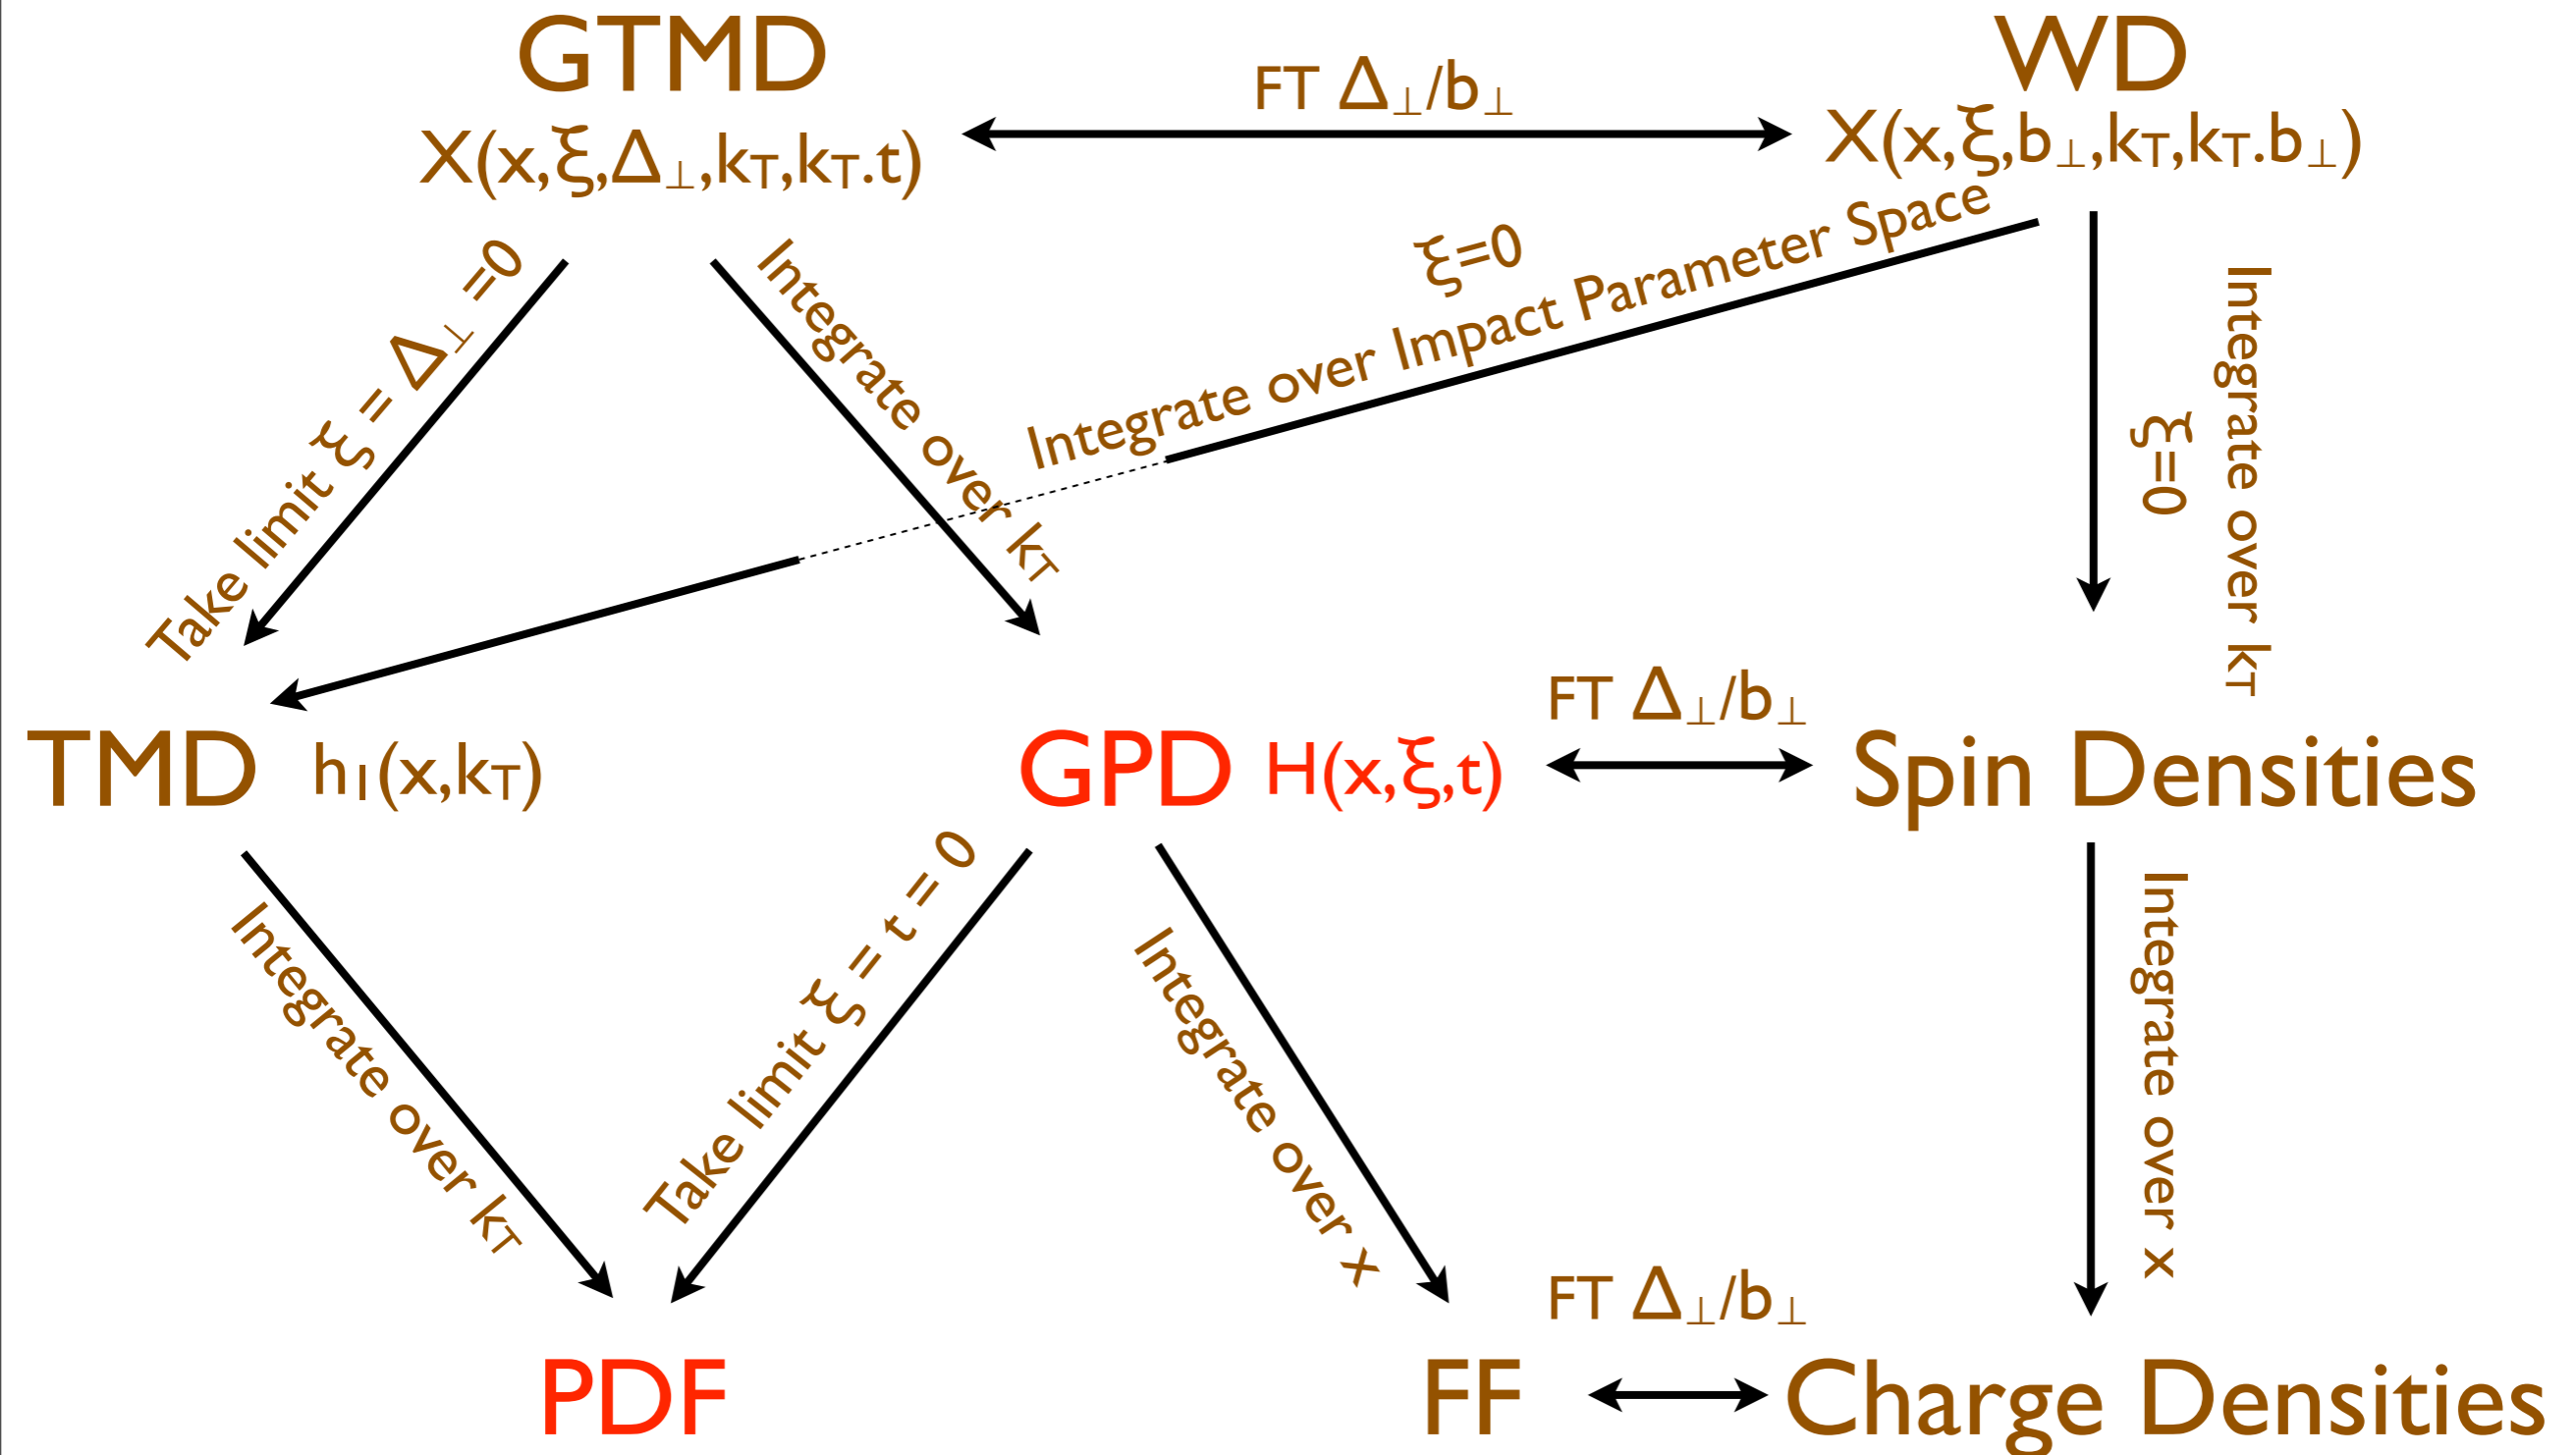 GTMD
X(x,ξ,Δ⊥,kT,kT.t)
FT Δ⊥/b⊥
WD
X(x,ξ,b⊥,kT,kT.b⊥)
Take limit ξ = Δ⊥ =0
Integrate over kT
ξ=0
Integrate over Impact Parameter Space
ξ=0
Integrate over kT
TMD h1(x,kT)
GPD H(x,ξ,t)
FT Δ⊥/b⊥
Spin Densities
Integrate over kT
Take limit ξ = t = 0
Integrate over x
Integrate over x
PDF
FF
FT Δ⊥/b⊥
Charge Densities